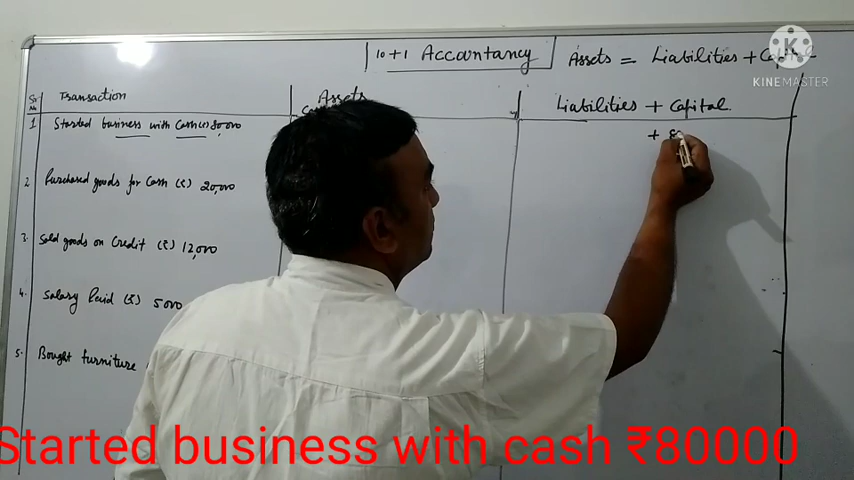 10+1 Accountancy
Assets = Liabilities + Capital
KINEMASTER
Sr No
Transaction
Assets
Liabilities + Capital
1 Started business with Cash (₹) 80,000
+ 8
2 Purchased goods for Cash (₹) 20,000
3. Sold goods on Credit (₹) 12,000
4. Salary Paid (₹) 5000
5. Bought furniture
Started business with cash ₹80000